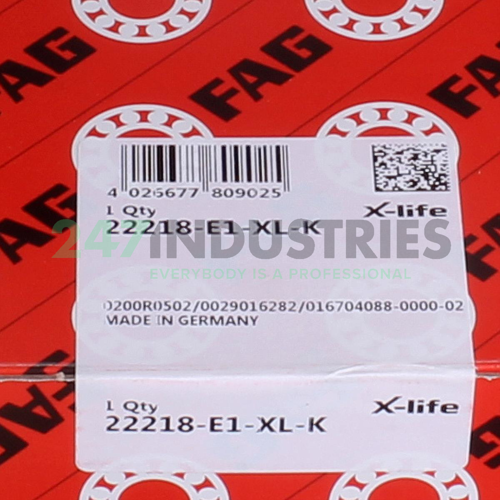 FAG
FAG
FAG
4 026677 809025
1 Qty
X-life
22218-E1-XL-K
247INDUSTRIES
EVERYBODY IS A PROFESSIONAL
0200R0502/0029016282/016704088-0000-02
MADE IN GERMANY
FAG
1 Qty
X-life
22218-E1-XL-K